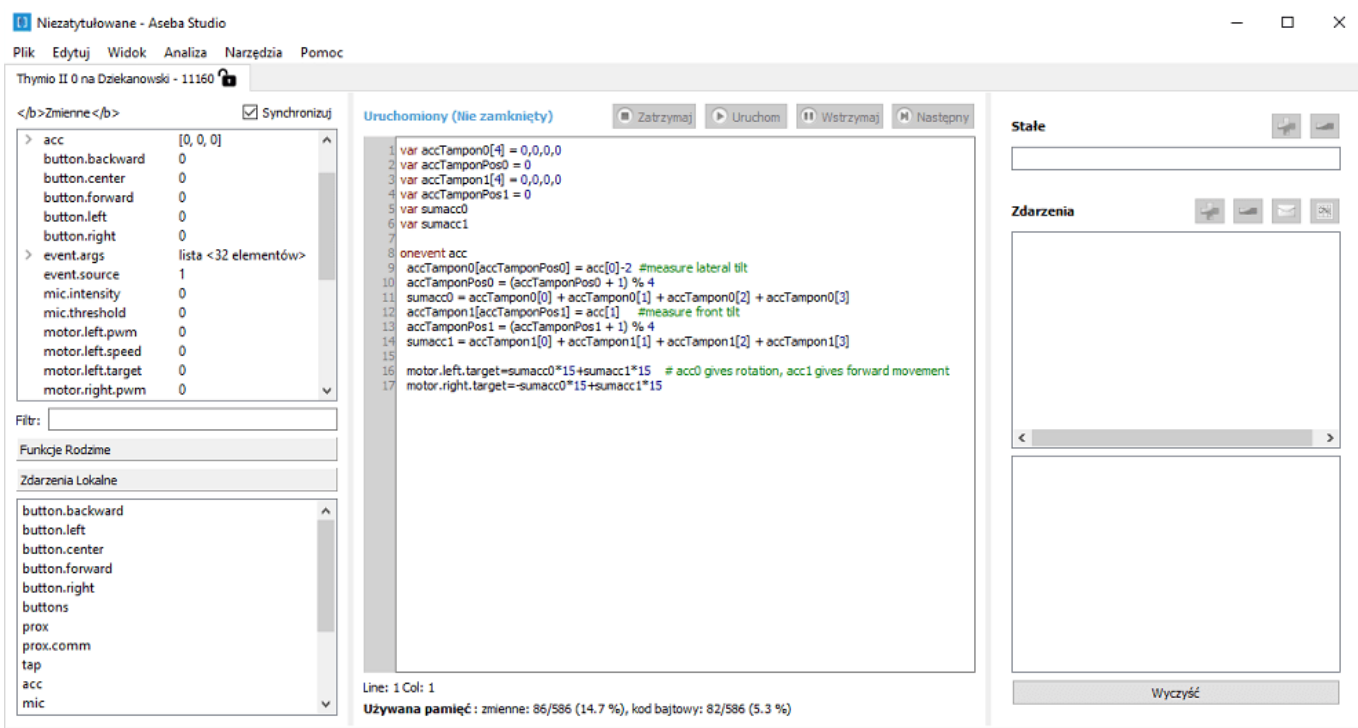 Niezatytułowane - Aseba Studio
Plik Edytuj Widok Analiza Narzędzia Pomoc
Thymio II 0 na Dziekanowski - 11160
</b>Zmienne</b> Synchronizuj
acc [0, 0, 0]
button.backward 0
button.center 0
button.forward 0
button.left 0
button.right 0
event.args lista <32 elementów>
event.source 1
mic.intensity 0
mic.threshold 0
motor.left.pwm 0
motor.left.speed 0
motor.left.target 0
motor.right.pwm 0
Filtr:
Funkcje Rodzime
Zdarzenia Lokalne
button.backward
button.left
button.center
button.forward
button.right
buttons
prox
prox.comm
tap
acc
mic
Uruchomiony (Nie zamknięty) Zatrzymaj Uruchom Wstrzymaj Następny
1 var accTampon0[4] = 0,0,0,0
2 var accTamponPos0 = 0
3 var accTampon1[4] = 0,0,0,0
4 var accTamponPos1 = 0
5 var sumacc0
6 var sumacc1
7
8 onevent acc
9 accTampon0[accTamponPos0] = acc[0]-2 #measure lateral tilt
10 accTamponPos0 = (accTamponPos0 + 1) % 4
11 sumacc0 = accTampon0[0] + accTampon0[1] + accTampon0[2] + accTampon0[3]
12 accTampon1[accTamponPos1] = acc[1] #measure front tilt
13 accTamponPos1 = (accTamponPos1 + 1) % 4
14 sumacc1 = accTampon1[0] + accTampon1[1] + accTampon1[2] + accTampon1[3]
15
16 motor.left.target=sumacc0*15+sumacc1*15 # acc0 gives rotation, acc1 gives forward movement
17 motor.right.target=-sumacc0*15+sumacc1*15
Line: 1 Col: 1
Używana pamięć : zmienne: 86/586 (14.7 %), kod bajtowy: 82/586 (5.3 %)
Stałe
Zdarzenia
Wyczyść